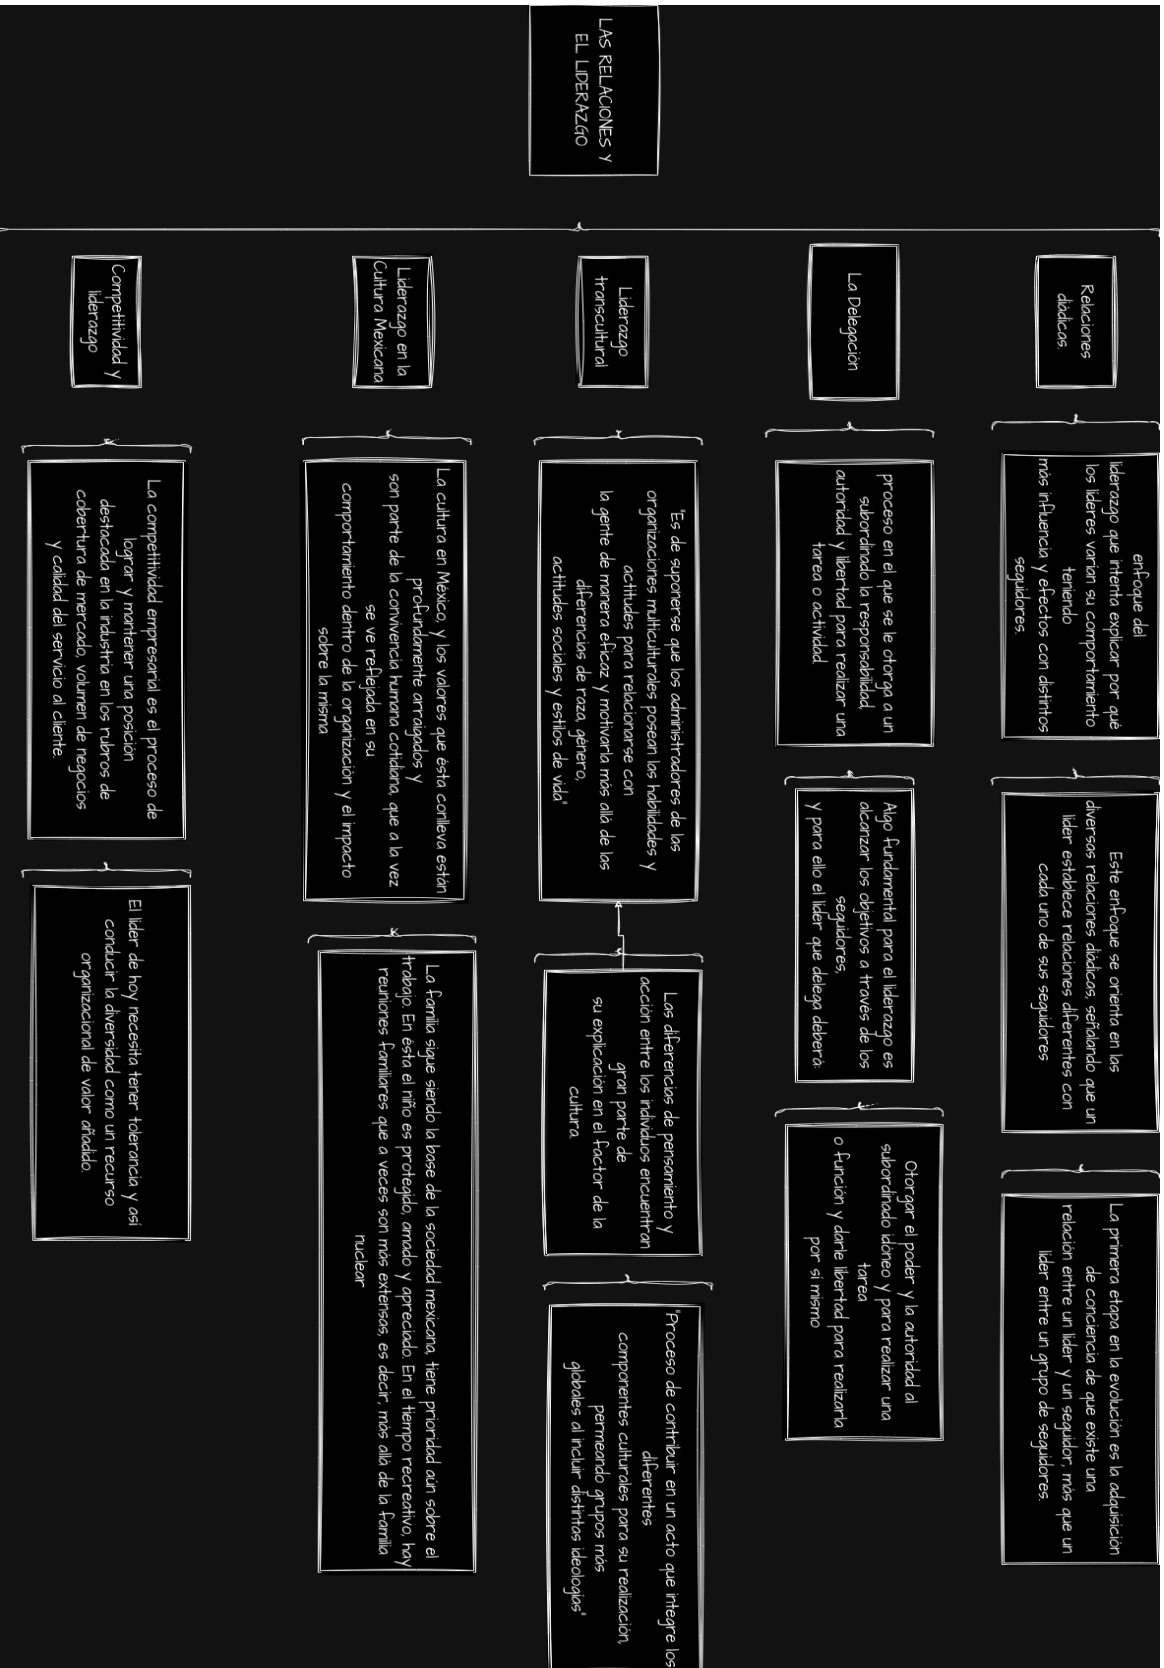 LAS RELACIONES Y
EL LIDERAZGO
Relaciones
diádicas.
enfoque del
liderazgo que intenta explicar por qué
los líderes varían su comportamiento
teniendo
más influencia y efectos con distintos
seguidores.
Este enfoque se orienta en las
diversas relaciones diádicas, señalando que un
líder establece relaciones diferentes con
cada uno de sus seguidores
La primera etapa en la evolución es la adquisición
de conciencia de que existe una
relación entre un líder y un seguidor, más que un
líder entre un grupo de seguidores.
La Delegación
proceso en el que se le otorga a un
subordinado la responsabilidad,
autoridad y libertad para realizar una
tarea o actividad
Algo fundamental para el liderazgo es
alcanzar los objetivos a través de los
seguidores,
y para ello el líder que delega deberá:
Otorgar el poder y la autoridad al
subordinado idóneo y para realizar una
tarea
o función y darle libertad para realizarla
por sí mismo
Liderazgo
transcultural
"Es de suponerse que los administradores de las
organizaciones multiculturales posean las habilidades y
actitudes para relacionarse con
la gente de manera eficaz y motivarla más allá de las
diferencias de raza, género,
actitudes sociales y estilos de vida"
Las diferencias de pensamiento y
acción entre los individuos encuentran
gran parte de
su explicación en el factor de la
cultura
"Proceso de contribuir en un acto que integre los
diferentes
componentes culturales para su realización,
permeando grupos más
globales al incluir distintas ideologías"
Liderazgo en la
Cultura Mexicana
La cultura en México, y los valores que ésta conlleva están
profundamente arraigados y
son parte de la convivencia humana cotidiana, que a la vez
se ve reflejado en su
comportamiento dentro de la organización y el impacto
sobre la misma
La familia sigue siendo la base de la sociedad mexicana, tiene prioridad aún sobre el
trabajo. En ésta el niño es protegido, amado y apreciado. En el tiempo recreativo, hay
reuniones familiares que a veces son más extensas, es decir, más allá de la familia
nuclear
Competitividad y
liderazgo
La competitividad empresarial es el proceso de
lograr y mantener una posición
destacada en la industria en los rubros de
cobertura de mercado, volumen de negocios
y calidad del servicio al cliente.
El líder de hoy necesita tener tolerancia y así
conducir la diversidad como un recurso
organizacional de valor añadido.